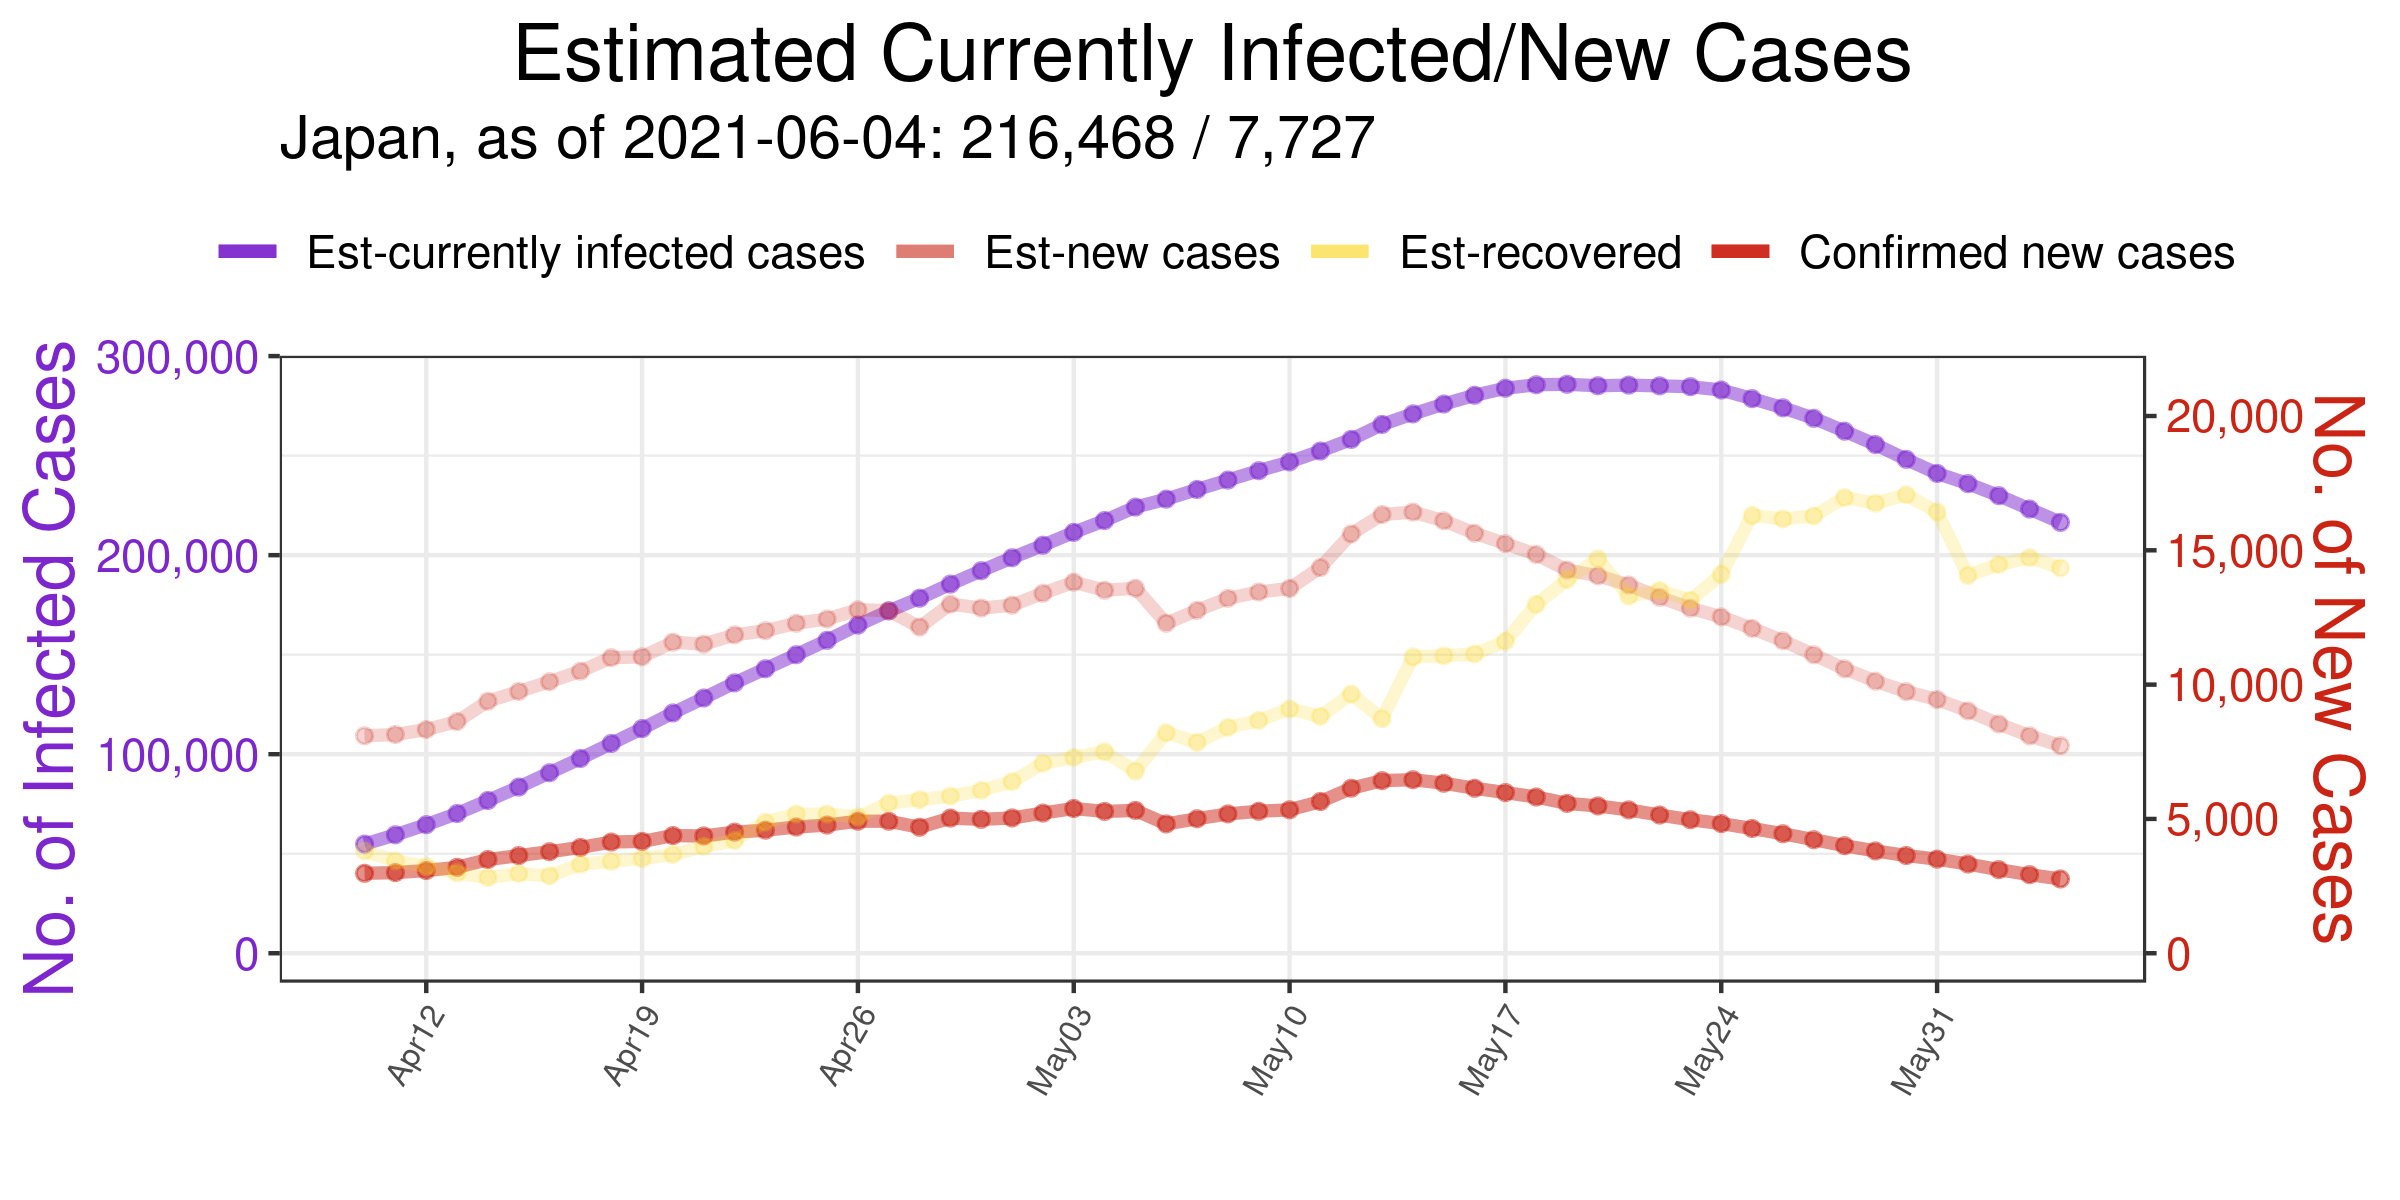 Estimated Currently Infected/New Cases
Japan, as of 2021-06-04: 216,468 / 7,727
Est-currently infected cases
Est-new cases
Est-recovered
Confirmed new cases
No. of Infected Cases
300,000
200,000
100,000
0
20,000
15,000
10,000
5,000
0
No. of New Cases
Apr12
Apr19
Apr26
May03
May10
May17
May24
May31